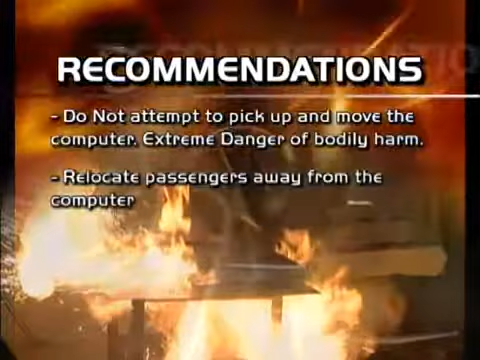 RECOMMENDATIONS
- Do Not attempt to pick up and move the
computer. Extreme Danger of bodily harm.
- Relocate passengers away from the
computer